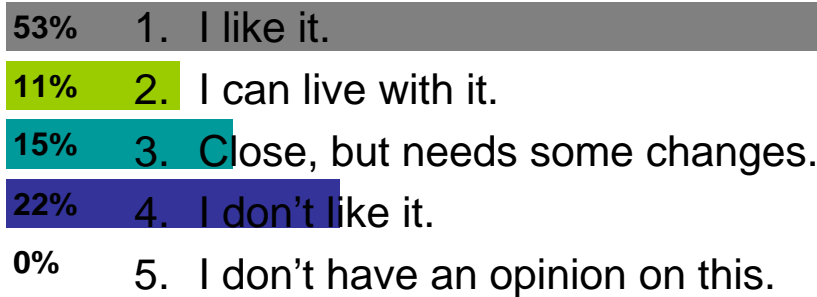 53% 1. I like it.
11% 2. I can live with it.
15% 3. Close, but needs some changes.
22% 4. I don’t like it.
0% 5. I don’t have an opinion on this.